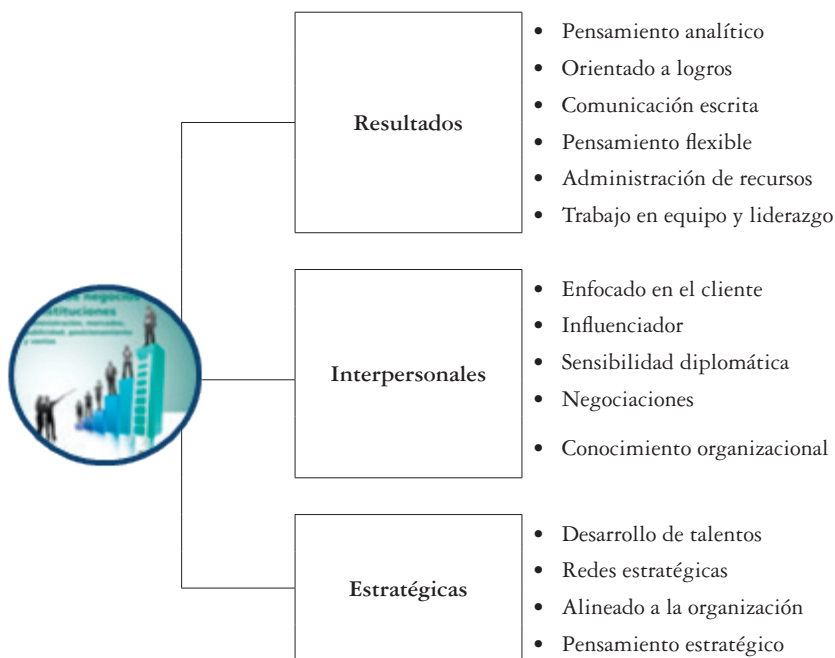 Resultados
• Pensamiento analítico
• Orientado a logros
• Comunicación escrita
• Pensamiento flexible
• Administración de recursos
• Trabajo en equipo y liderazgo
negocios
Interpersonales
• Enfocado en el cliente
• Influenciador
• Sensibilidad diplomática
• Negociaciones
• Conocimiento organizacional
Estratégicas
• Desarrollo de talentos
• Redes estratégicas
• Alineado a la organización
• Pensamiento estratégico